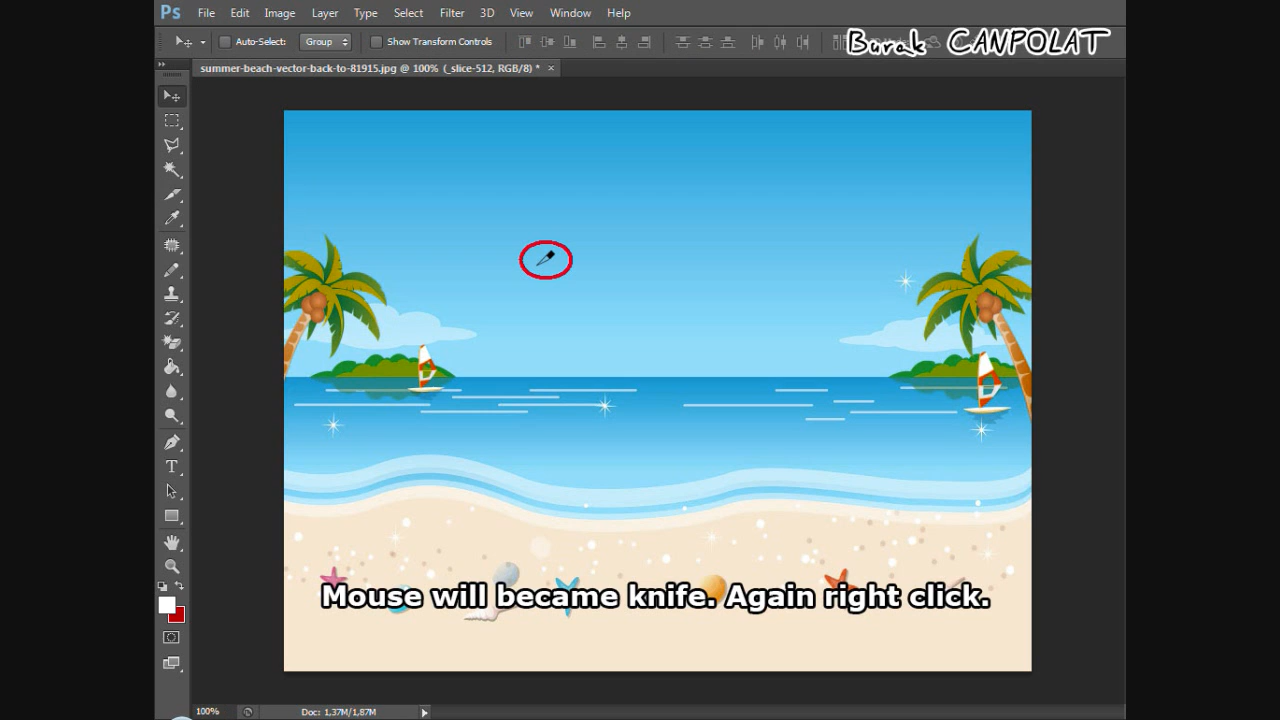 Ps File Edit Image Layer Type Select Filter 3D View Window Help
Auto-Select: Group Show Transform Controls
Burak CANPOLAT
summer-beach-vector-back-to-81915.jpg @ 100% (_slice-512, RGB/8) * ×
T
Mouse will became knife. Again right click.
100% Doc: 1,37M/1,87M